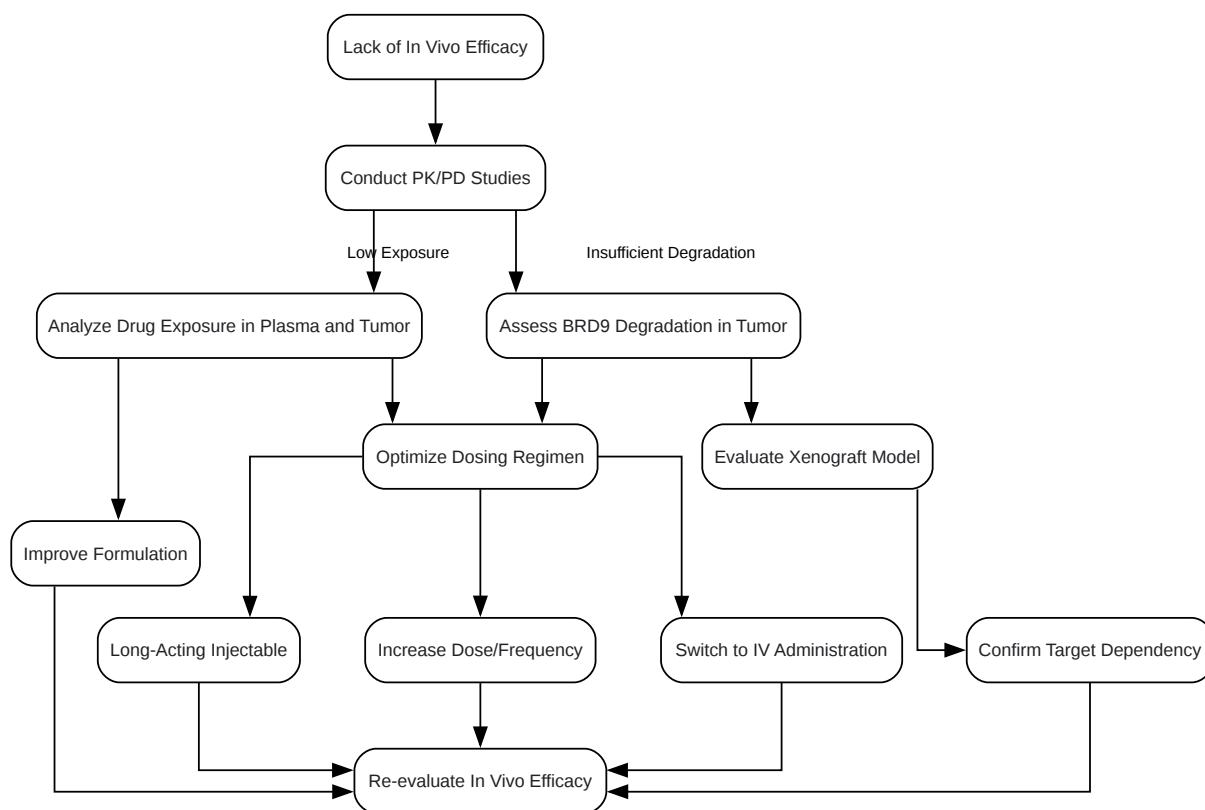 Lack of In Vivo Efficacy
Conduct PK/PD Studies
Low Exposure
Insufficient Degradation
Analyze Drug Exposure in Plasma and Tumor
Assess BRD9 Degradation in Tumor
Optimize Dosing Regimen
Evaluate Xenograft Model
Improve Formulation
Long-Acting Injectable
Increase Dose/Frequency
Switch to IV Administration
Confirm Target Dependency
Re-evaluate In Vivo Efficacy